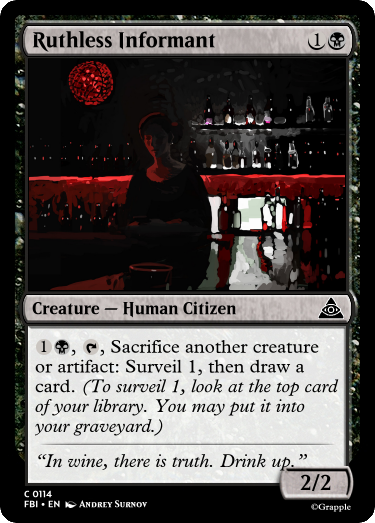 Ruthless Informant 1
Creature — Human Citizen
1, , Sacrifice another creature
or artifact: Surveil 1, then draw a
card. (To surveil 1, look at the top card
of your library. You may put it into
your graveyard.)
“In wine, there is truth. Drink up.”
2/2
C 0114
FBI • EN Andrey Surnov
©Grapple